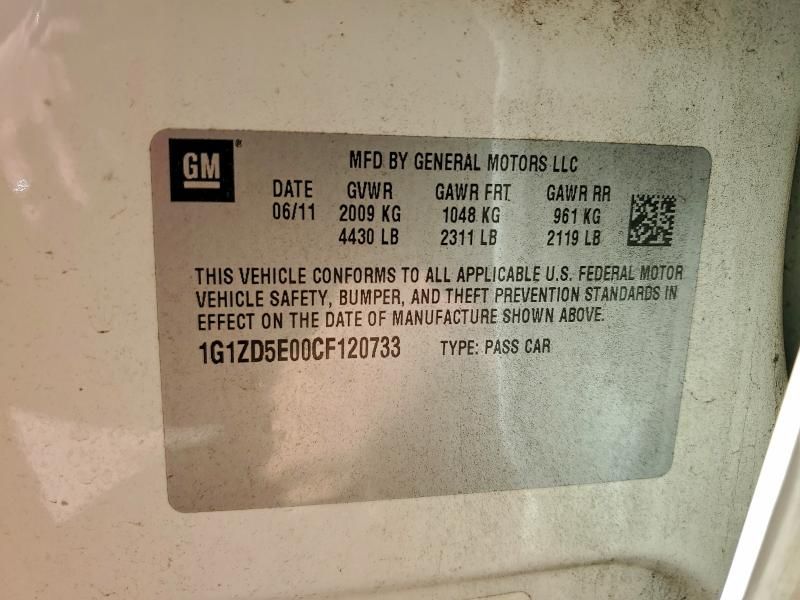 GM®
MFD BY GENERAL MOTORS LLC
DATE GVWR GAWR FRT GAWR RR
06/11 2009 KG 1048 KG 961 KG
4430 LB 2311 LB 2119 LB
THIS VEHICLE CONFORMS TO ALL APPLICABLE U.S. FEDERAL MOTOR
VEHICLE SAFETY, BUMPER, AND THEFT PREVENTION STANDARDS IN
EFFECT ON THE DATE OF MANUFACTURE SHOWN ABOVE.
1G1ZD5E00CF120733 TYPE: PASS CAR